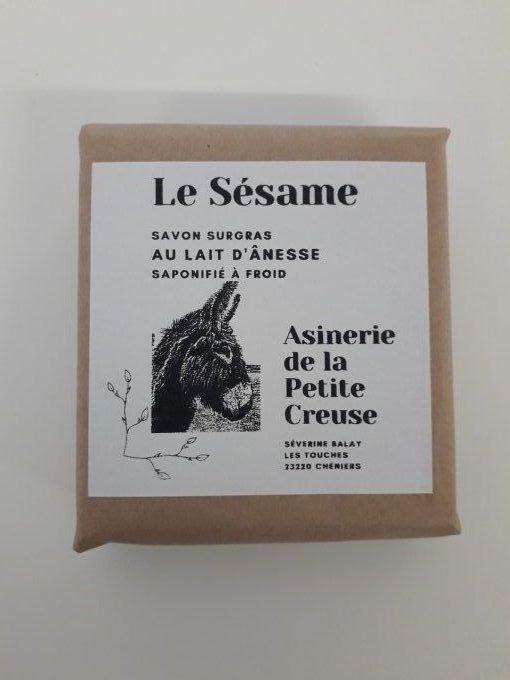 Le Sésame
SAVON SURGRAS
AU LAIT D'ÂNESSE
SAPONIFIÉ À FROID
Asinerie
de la
Petite
Creuse
SÉVERINE BALAY
LES TOUCHES
23220 CHÉNIERS